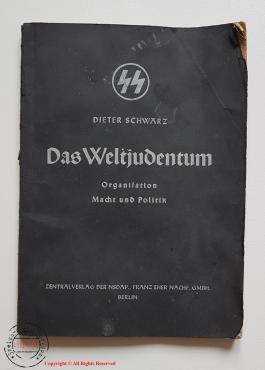 DIETER SCHWARZ
Das Weltjudentum
Organisation
Macht und Politik
ZENTRALVERLAG DER NSDAP., FRANZ EHER NACHF. GMBH.
BERLIN
Copyright © All Rights Reserved